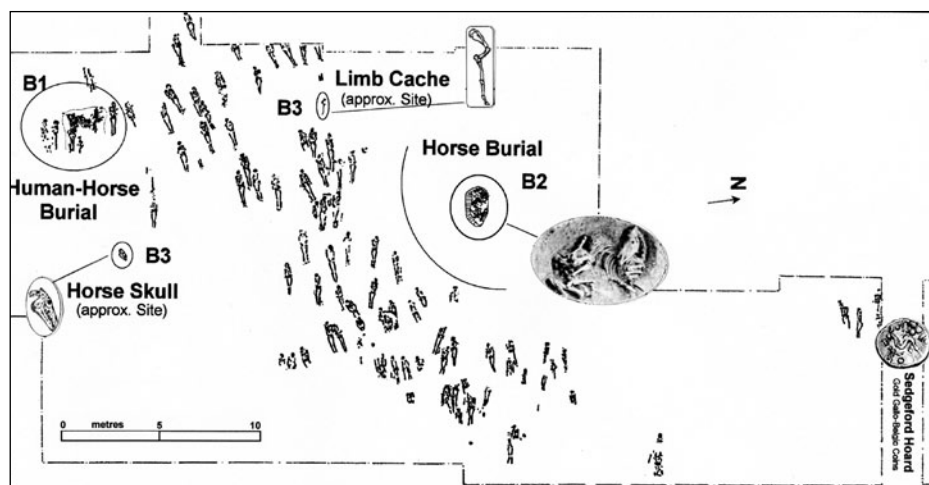 B1
Human-Horse
Burial
Limb Cache
(approx. Site)
B3
Horse Burial
B2
N
B3
Horse Skull
(approx. Site)
0 metres 5 10
Sedgeford Hoard
Gold Gallo-Belgic Coins